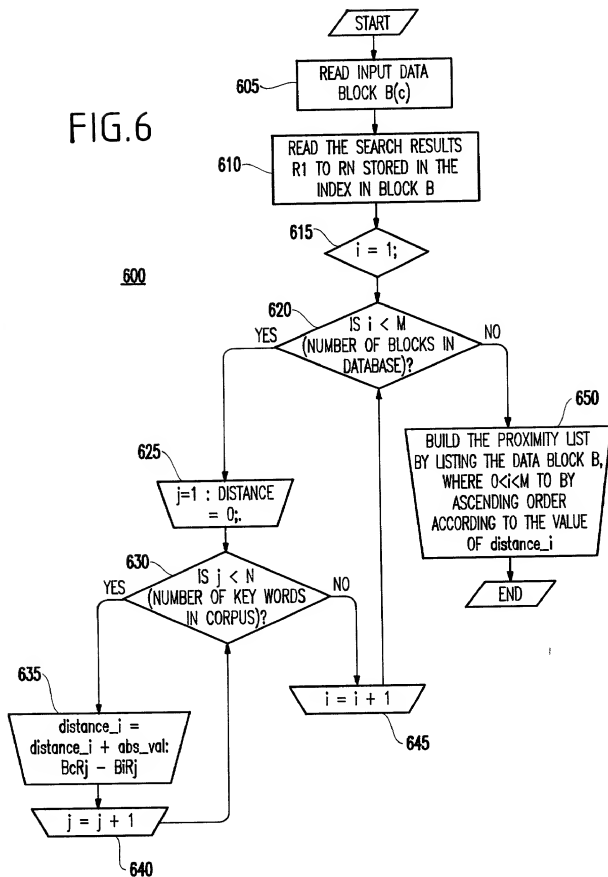 START
605
READ INPUT DATA
BLOCK B(c)
FIG.6
610
READ THE SEARCH RESULTS
R1 TO RN STORED IN THE
INDEX IN BLOCK B
615
i = 1;
600
620
IS i < M
(NUMBER OF BLOCKS IN
DATABASE)?
YES
NO
650
BUILD THE PROXIMITY LIST
BY LISTING THE DATA BLOCK B,
WHERE 0<i<M TO BY
ASCENDING ORDER
ACCORDING TO THE VALUE
OF distance_i
END
625
j=1 : DISTANCE
= 0;.
630
IS j < N
(NUMBER OF KEY WORDS
IN CORPUS)?
YES
NO
635
distance_i =
distance_i + abs_val:
BcRj – BiRj
i = i + 1
645
j = j + 1
640